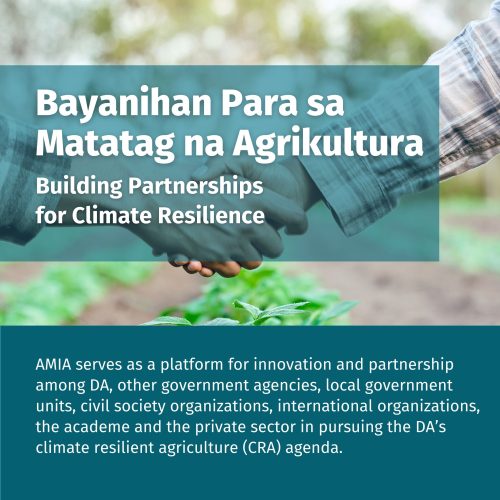 Bayanihan Para sa
Matatag na Agrikultura
Building Partnerships
for Climate Resilience
AMIA serves as a platform for innovation and partnership
among DA, other government agencies, local government
units, civil society organizations, international organizations,
the academe and the private sector in pursuing the DA's
climate resilient agriculture (CRA) agenda.